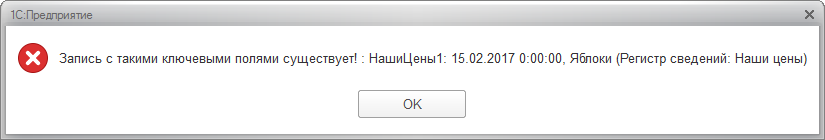 1С:Предприятие
Запись с такими ключевыми полями существует! : НашиЦены1: 15.02.2017 0:00:00, Яблоки (Регистр сведений: Наши цены)
OK